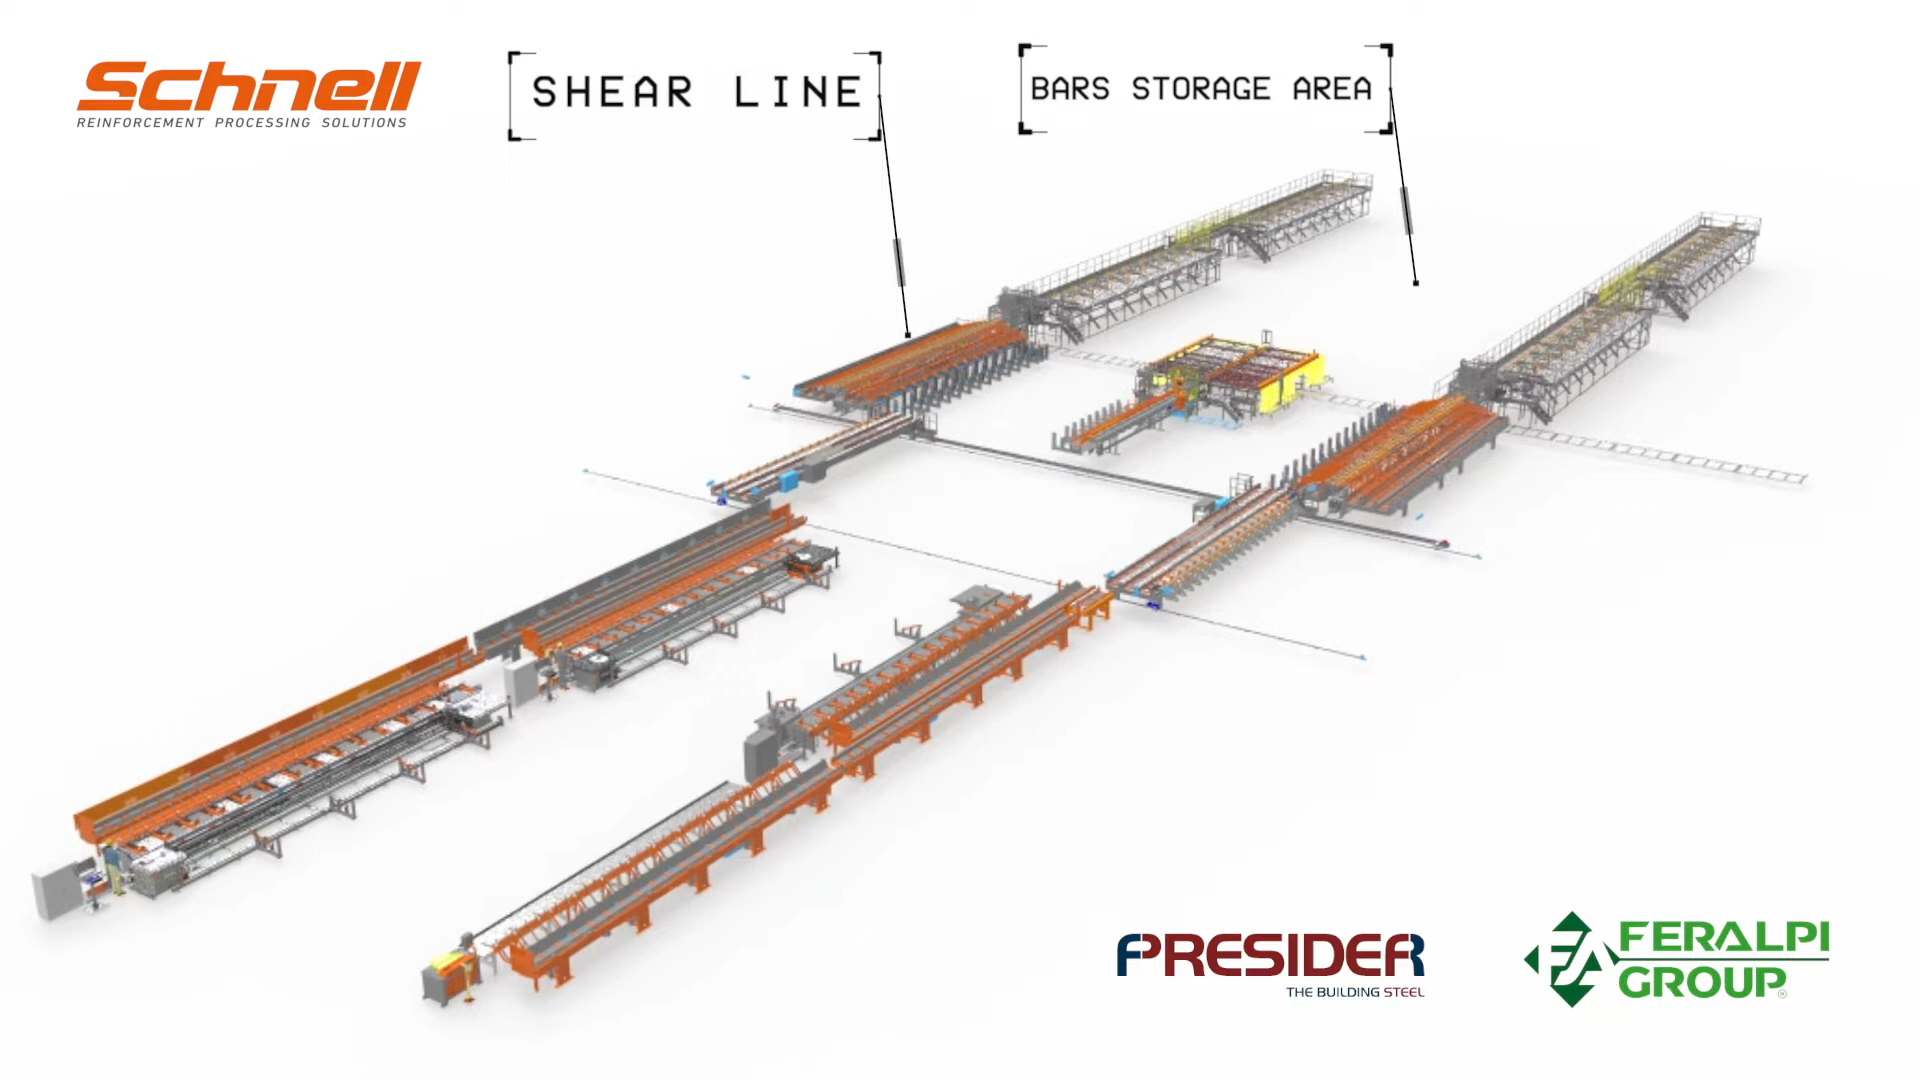 Schnell
REINFORCEMENT PROCESSING SOLUTIONS
SHEAR LINE
BARS STORAGE AREA
PRESIDER
THE BUILDING STEEL
FERALPI
GROUP